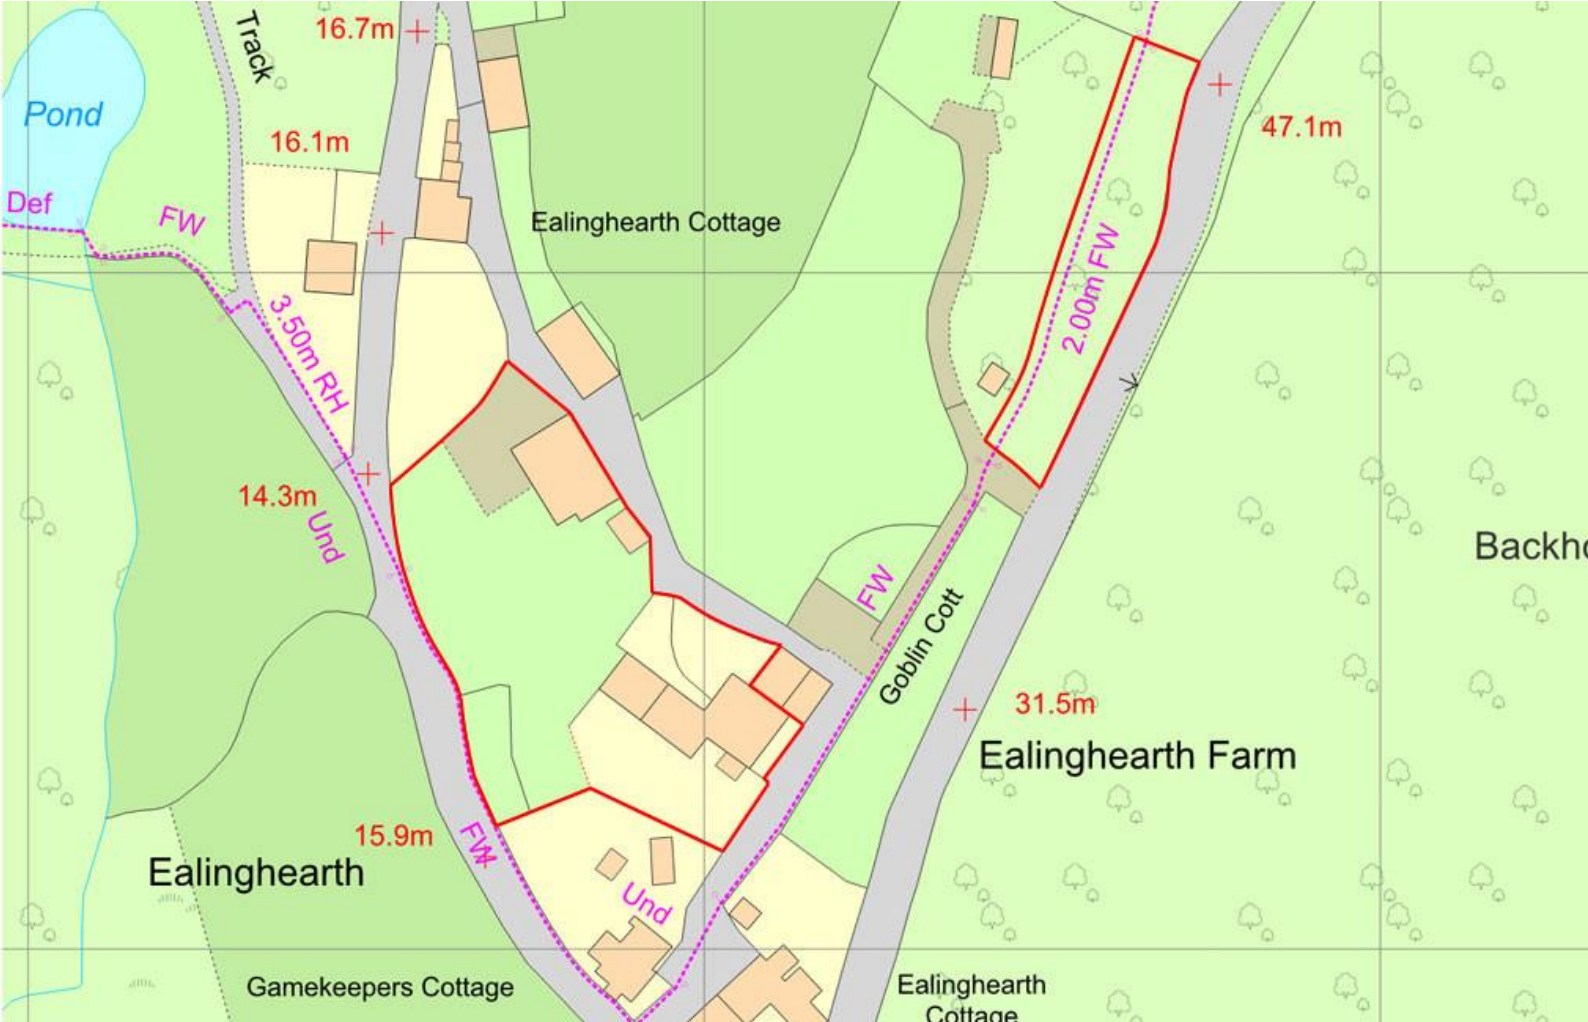 16.7m
Track
Pond
16.1m
47.1m
Def
FW
Ealinghearth Cottage
2.00m FW
3.50m RH
14.3m
Und
FW
Goblin Cott
31.5m
Ealinghearth Farm
15.9m
FW
Ealinghearth
Und
Gamekeepers Cottage
Ealinghearth
Cottage